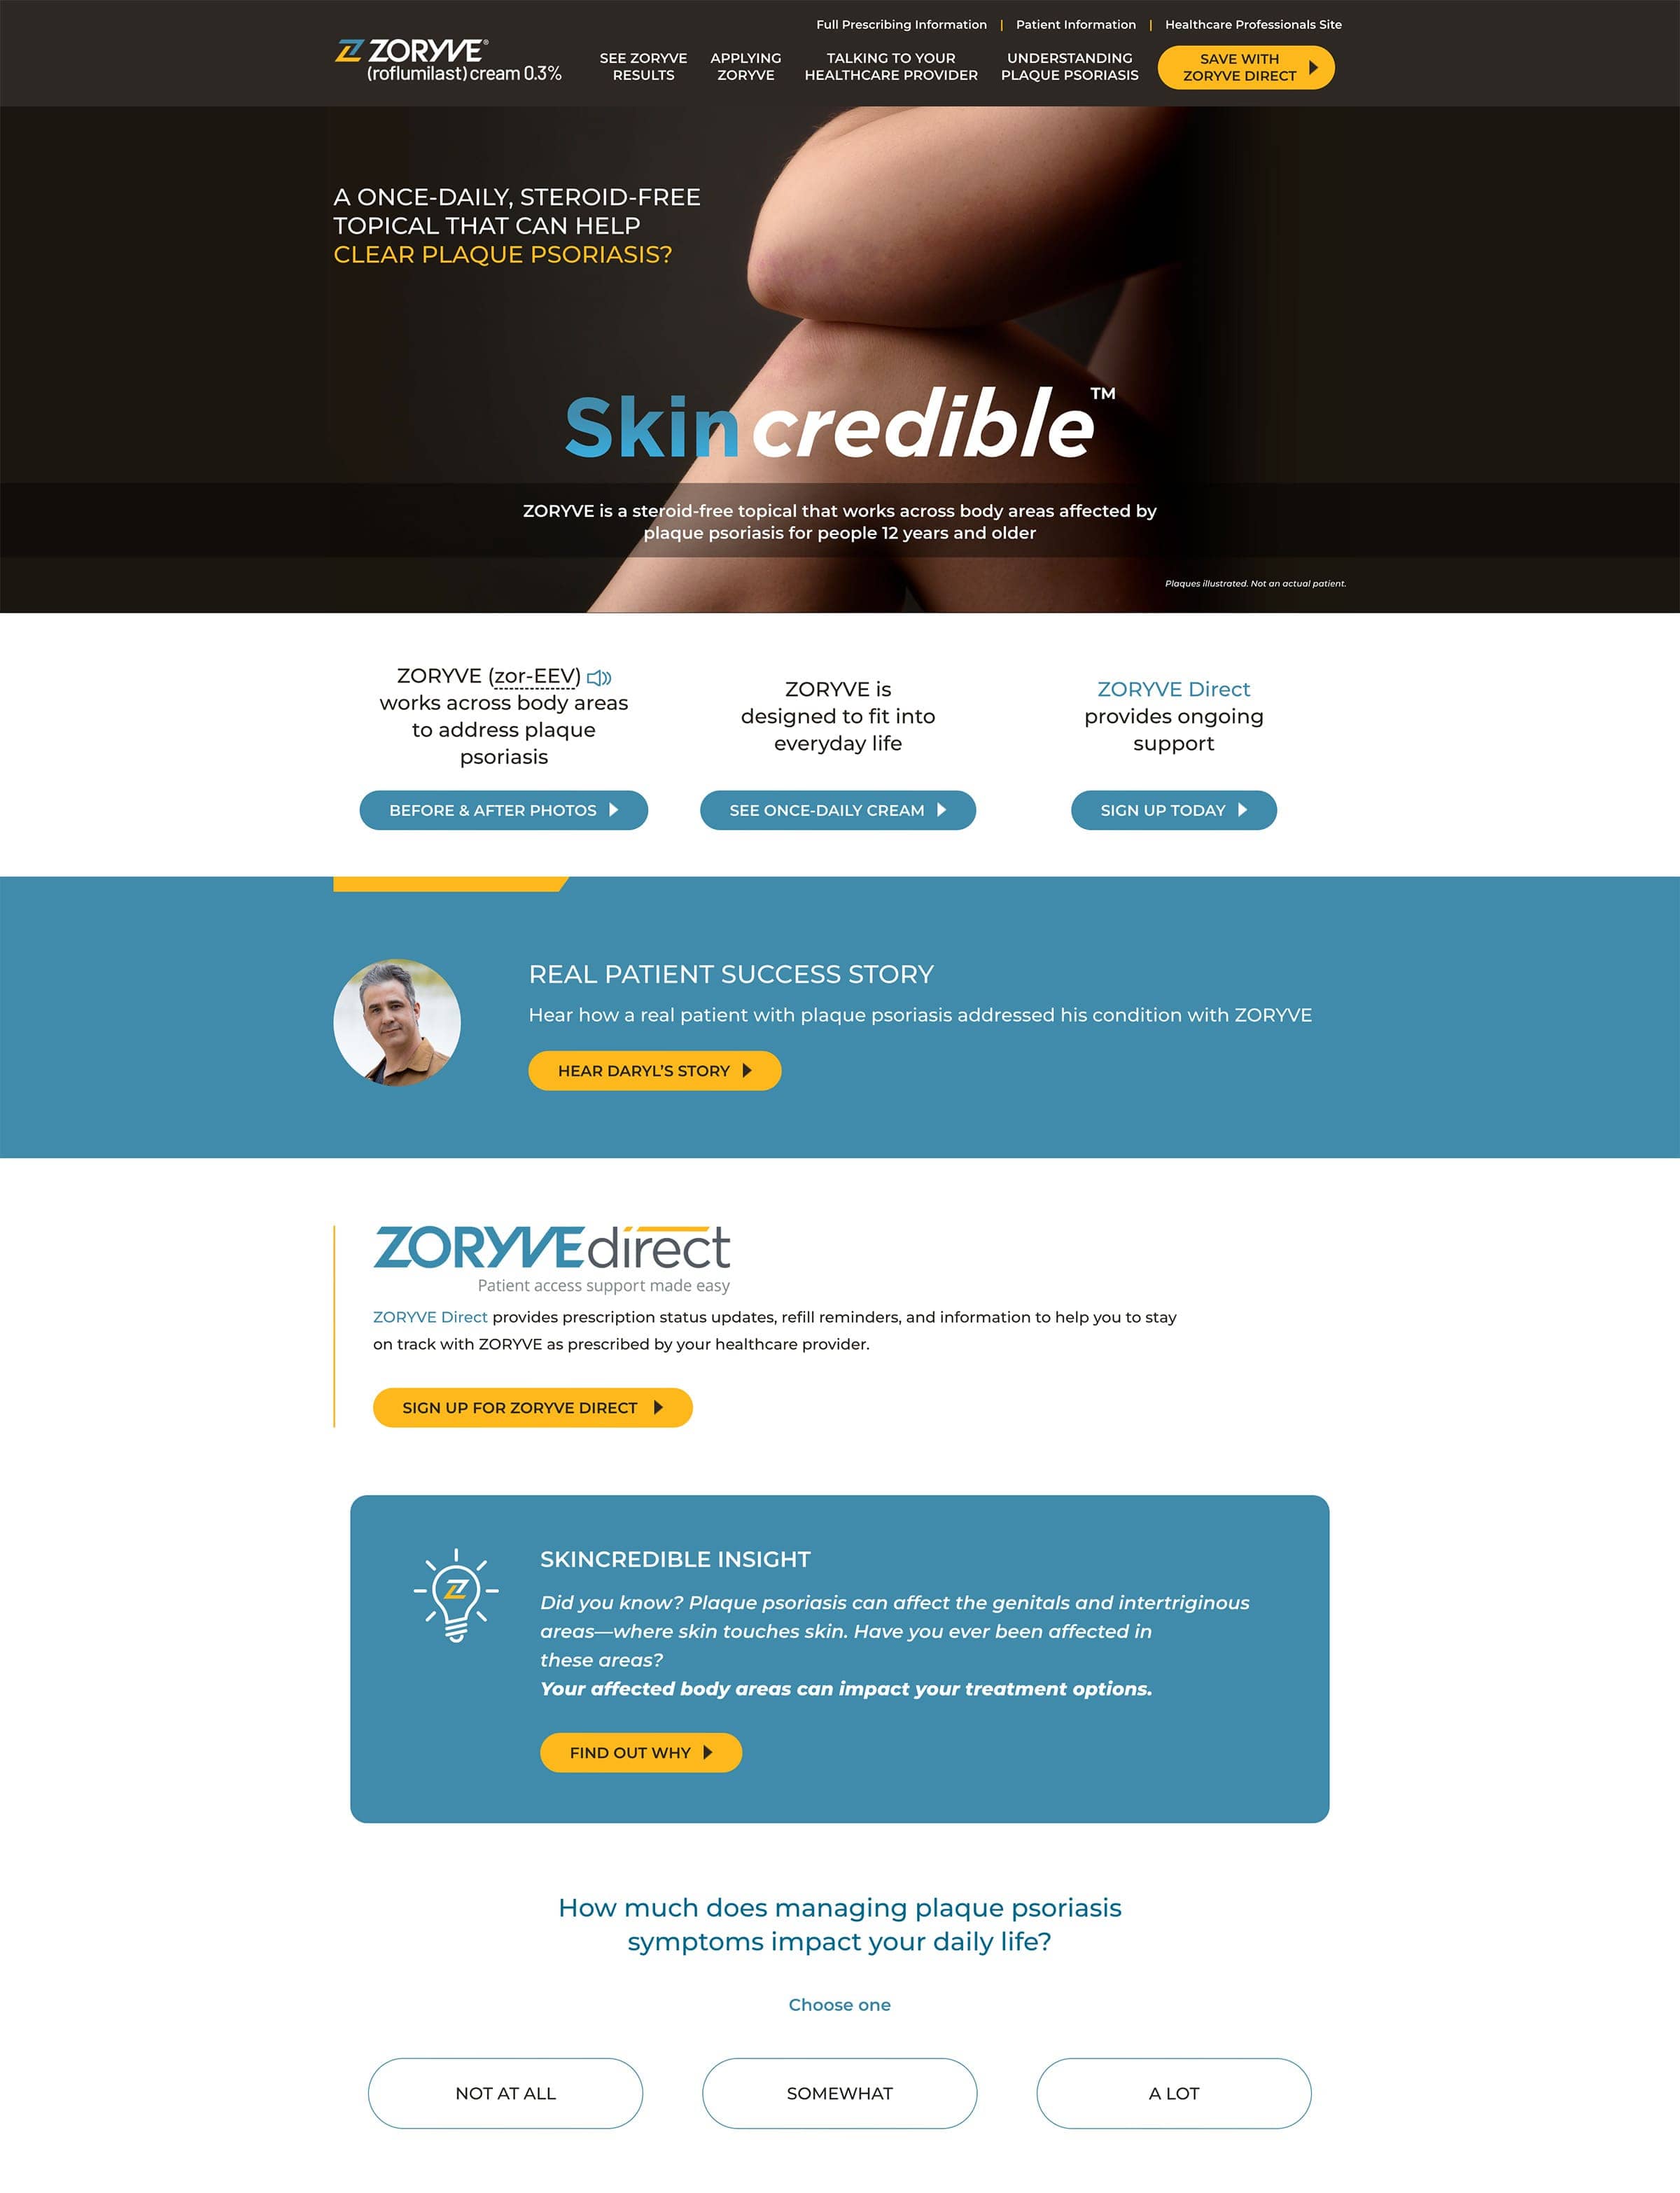 Full Prescribing Information | Patient Information | Healthcare Professionals Site
ZORYVE®
(roflumilast) cream 0.3%
SEE ZORYVE
RESULTS
APPLYING
ZORYVE
TALKING TO YOUR
HEALTHCARE PROVIDER
UNDERSTANDING
PLAQUE PSORIASIS
SAVE WITH
ZORYVE DIRECT
A ONCE-DAILY, STEROID-FREE
TOPICAL THAT CAN HELP
CLEAR PLAQUE PSORIASIS?
Skincredible™
ZORYVE is a steroid-free topical that works across body areas affected by
plaque psoriasis for people 12 years and older
Plaques illustrated. Not an actual patient.
ZORYVE (zor-EEV)
works across body areas
to address plaque
psoriasis
BEFORE & AFTER PHOTOS
ZORYVE is
designed to fit into
everyday life
SEE ONCE-DAILY CREAM
ZORYVE Direct
provides ongoing
support
SIGN UP TODAY
REAL PATIENT SUCCESS STORY
Hear how a real patient with plaque psoriasis addressed his condition with ZORYVE
HEAR DARYL'S STORY
ZORYVE direct
Patient access support made easy
ZORYVE Direct provides prescription status updates, refill reminders, and information to help you to stay
on track with ZORYVE as prescribed by your healthcare provider.
SIGN UP FOR ZORYVE DIRECT
SKINCREDIBLE INSIGHT
Did you know? Plaque psoriasis can affect the genitals and intertriginous
areas—where skin touches skin. Have you ever been affected in
these areas?
Your affected body areas can impact your treatment options.
FIND OUT WHY
How much does managing plaque psoriasis
symptoms impact your daily life?
Choose one
NOT AT ALL
SOMEWHAT
A LOT